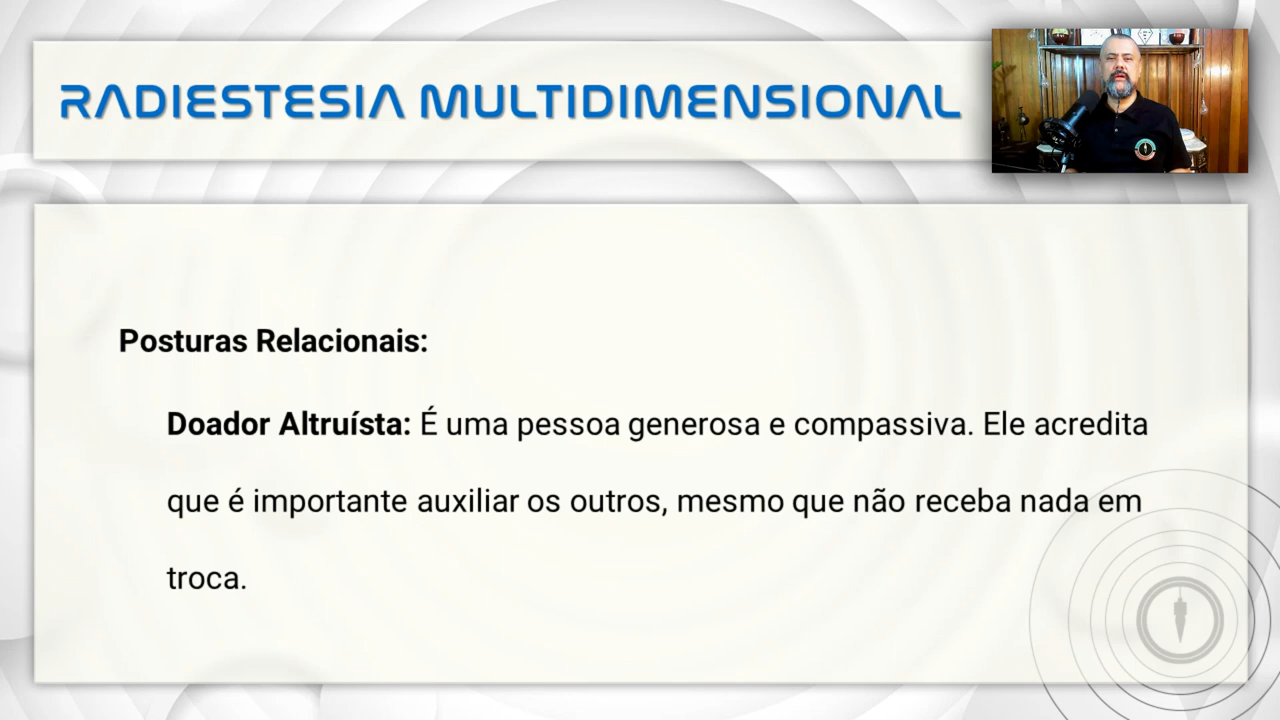 RADIESTESIA MULTIDIMENSIONAL
Posturas Relacionais:
Doador Altruísta: É uma pessoa generosa e compassiva. Ele acredita
que é importante auxiliar os outros, mesmo que não receba nada em
troca.